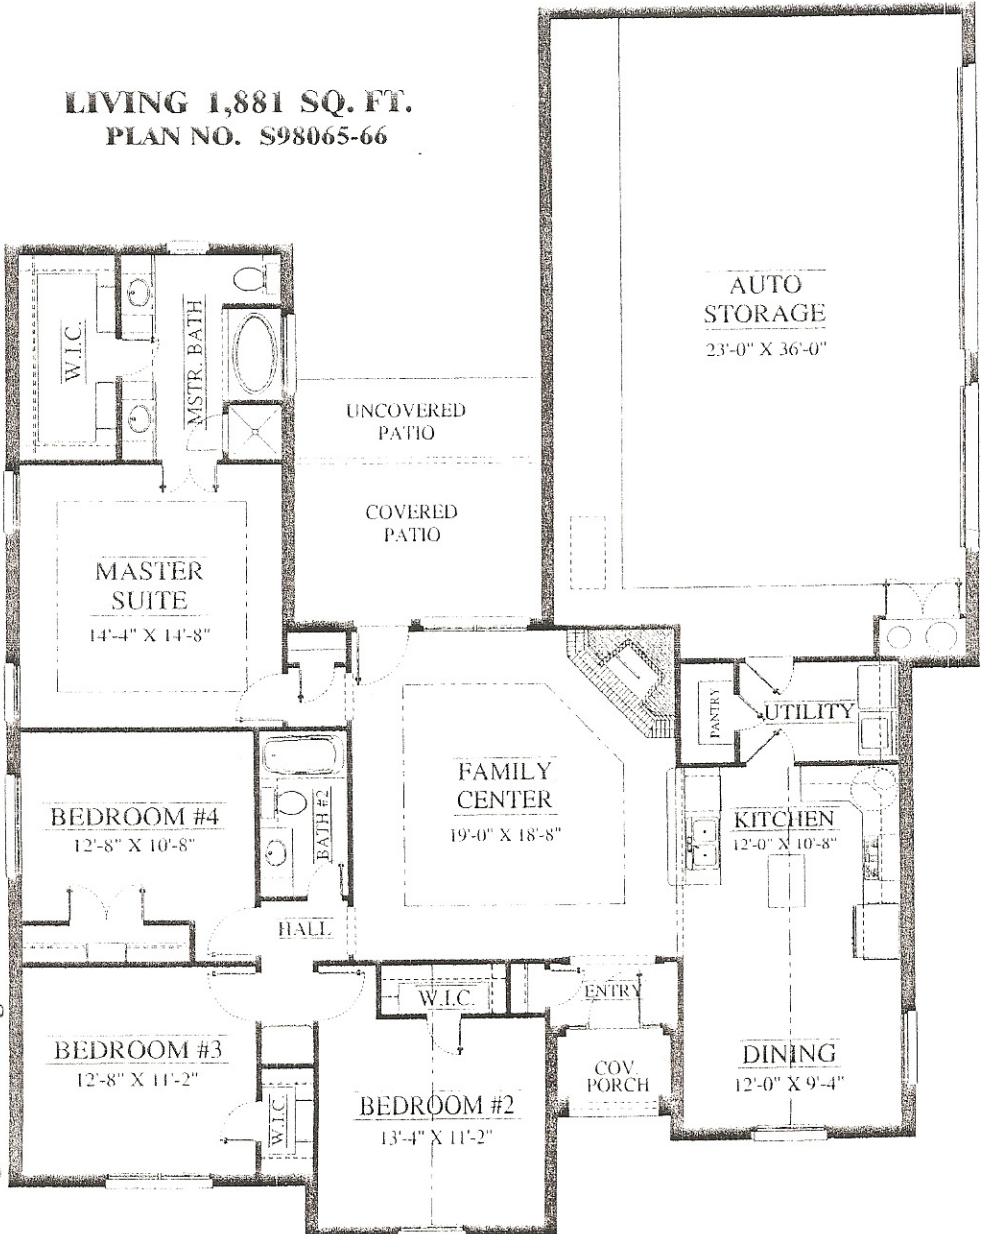 LIVING 1,881 SQ. FT.
PLAN NO. S98065-66
AUTO
STORAGE
23'-0" X 36'-0"
W.I.C.
MSTR. BATH
UNCOVERED
PATIO
COVERED
PATIO
MASTER
SUITE
14'-4" X 14'-8"
PANTRY
UTILITY
FAMILY
CENTER
19'-0" X 18'-8"
BEDROOM #4
12'-8" X 10'-8"
BATH #2
KITCHEN
12'-0" X 10'-8"
HALL
W.I.C.
ENTRY
BEDROOM #3
12'-8" X 11'-2"
W.I.C.
BEDROOM #2
13'-4" X 11'-2"
COV.
PORCH
DINING
12'-0" X 9'-4"